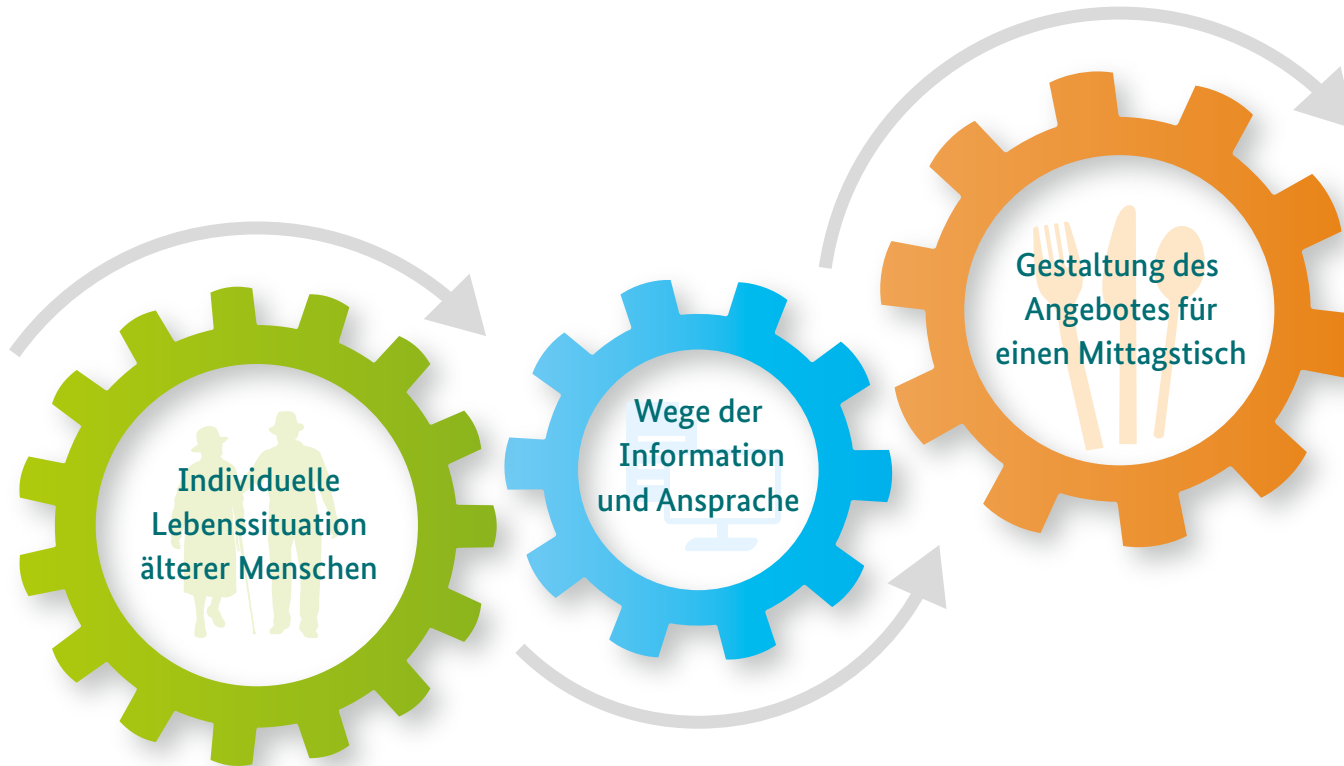 Individuelle
Lebenssituation
älterer Menschen
Wege der
Information
und Ansprache
Gestaltung des
Angebotes für
einen Mittagstisch